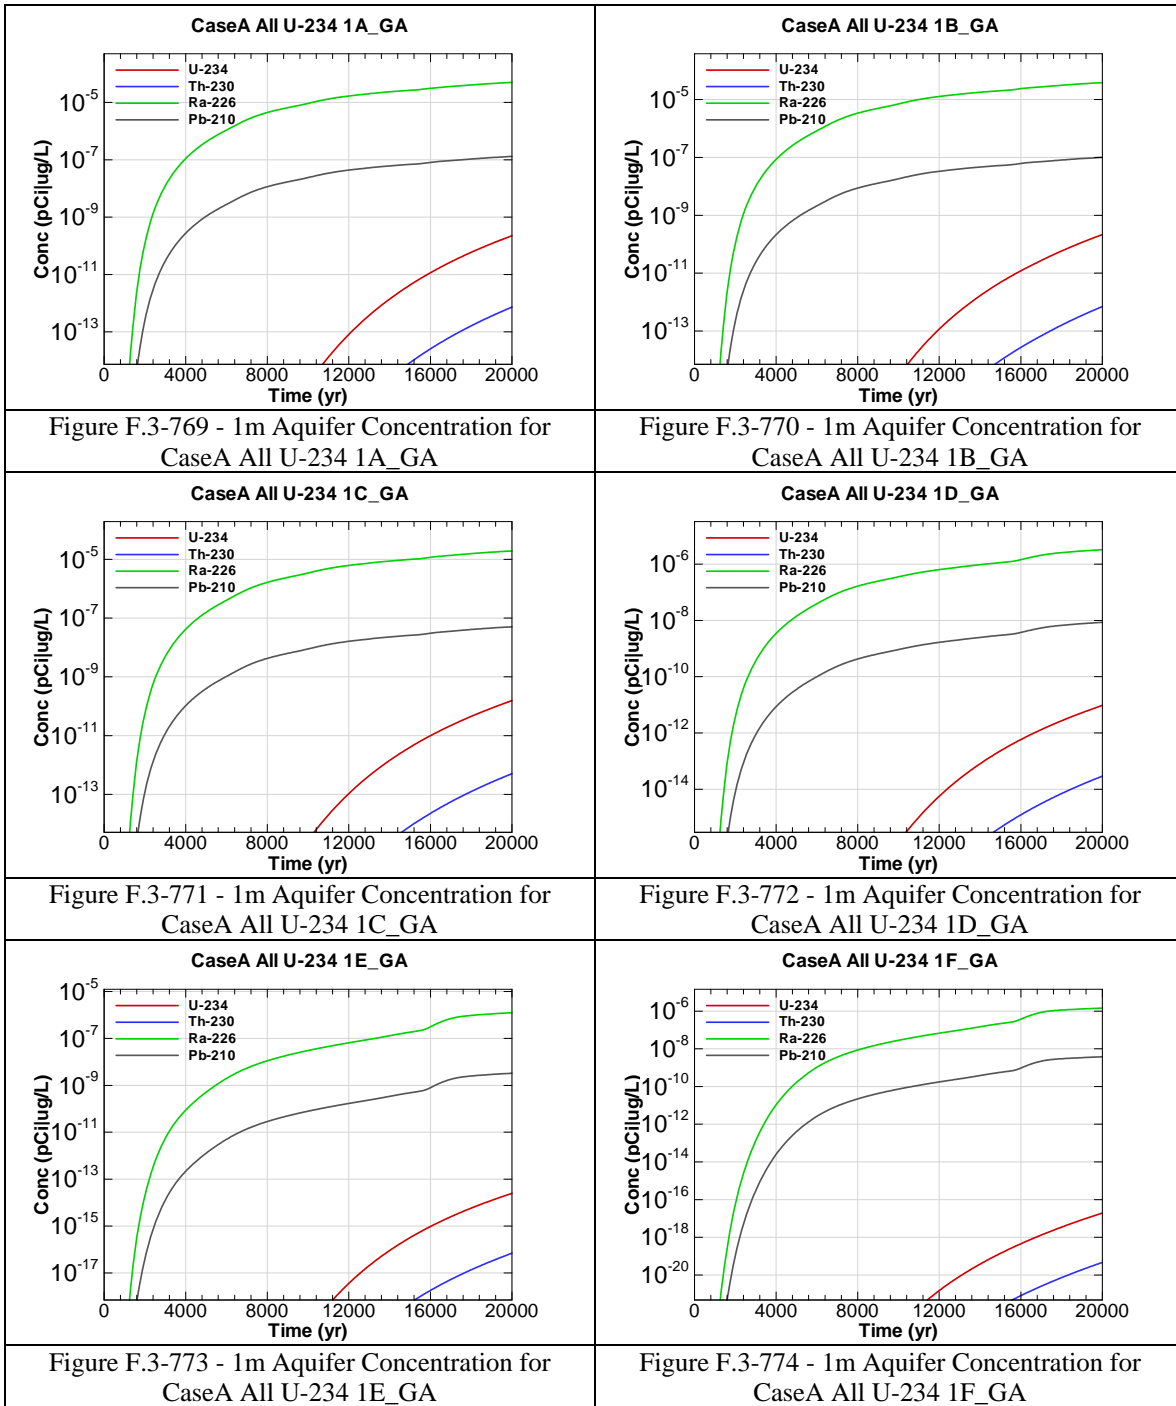 CaseA All U-234 1A_GA
U-234
Th-230
Ra-226
Pb-210
10-5
10-7
10-9
10-11
10-13
Conc (pCi|ug/L)
0 4000 8000 12000 16000 20000
Time (yr)
Figure F.3-769 - 1m Aquifer Concentration for
CaseA All U-234 1A_GA
CaseA All U-234 1B_GA
U-234
Th-230
Ra-226
Pb-210
10-5
10-7
10-9
10-11
10-13
Conc (pCi|ug/L)
0 4000 8000 12000 16000 20000
Time (yr)
Figure F.3-770 - 1m Aquifer Concentration for
CaseA All U-234 1B_GA
CaseA All U-234 1C_GA
U-234
Th-230
Ra-226
Pb-210
10-5
10-7
10-9
10-11
10-13
Conc (pCi|ug/L)
0 4000 8000 12000 16000 20000
Time (yr)
Figure F.3-771 - 1m Aquifer Concentration for
CaseA All U-234 1C_GA
CaseA All U-234 1D_GA
U-234
Th-230
Ra-226
Pb-210
10-6
10-8
10-10
10-12
10-14
Conc (pCi|ug/L)
0 4000 8000 12000 16000 20000
Time (yr)
Figure F.3-772 - 1m Aquifer Concentration for
CaseA All U-234 1D_GA
CaseA All U-234 1E_GA
U-234
Th-230
Ra-226
Pb-210
10-5
10-7
10-9
10-11
10-13
10-15
10-17
Conc (pCi|ug/L)
0 4000 8000 12000 16000 20000
Time (yr)
Figure F.3-773 - 1m Aquifer Concentration for
CaseA All U-234 1E_GA
CaseA All U-234 1F_GA
U-234
Th-230
Ra-226
Pb-210
10-6
10-8
10-10
10-12
10-14
10-16
10-18
10-20
Conc (pCi|ug/L)
0 4000 8000 12000 16000 20000
Time (yr)
Figure F.3-774 - 1m Aquifer Concentration for
CaseA All U-234 1F_GA